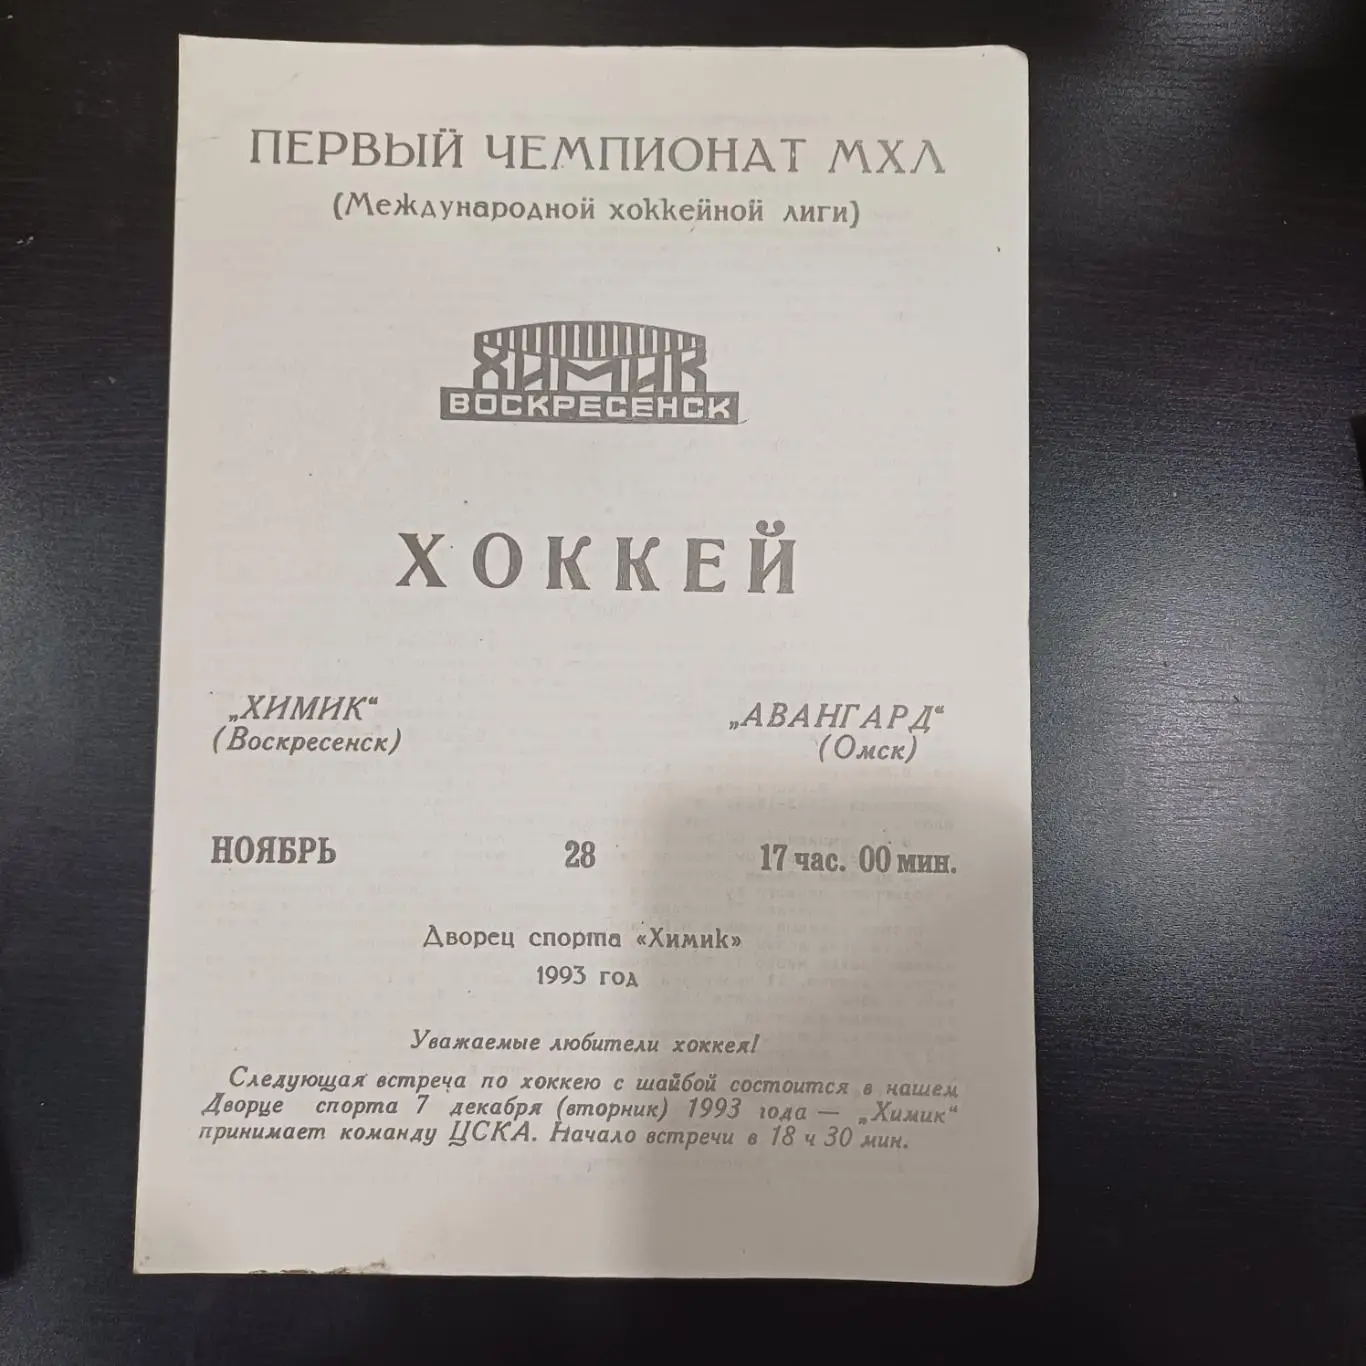 ПЕРВЫЙ ЧЕМПИОНАТ МХЛ
(Международной хоккейной лиги)
ХИМИК
ВОСКРЕСЕНСК
ХОККЕЙ
„ХИМИК“ „АВАНГАРД“
(Воскресенск) (Омск)
НОЯБРЬ 28 17 час. 00 мин.
Дворец спорта «Химик»
1993 год
Уважаемые любители хоккея!
Следующая встреча по хоккею с шайбой состоится в нашем
Дворце спорта 7 декабря (вторник) 1993 года — „Химик“
принимает команду ЦСКА. Начало встречи в 18 ч 30 мин.